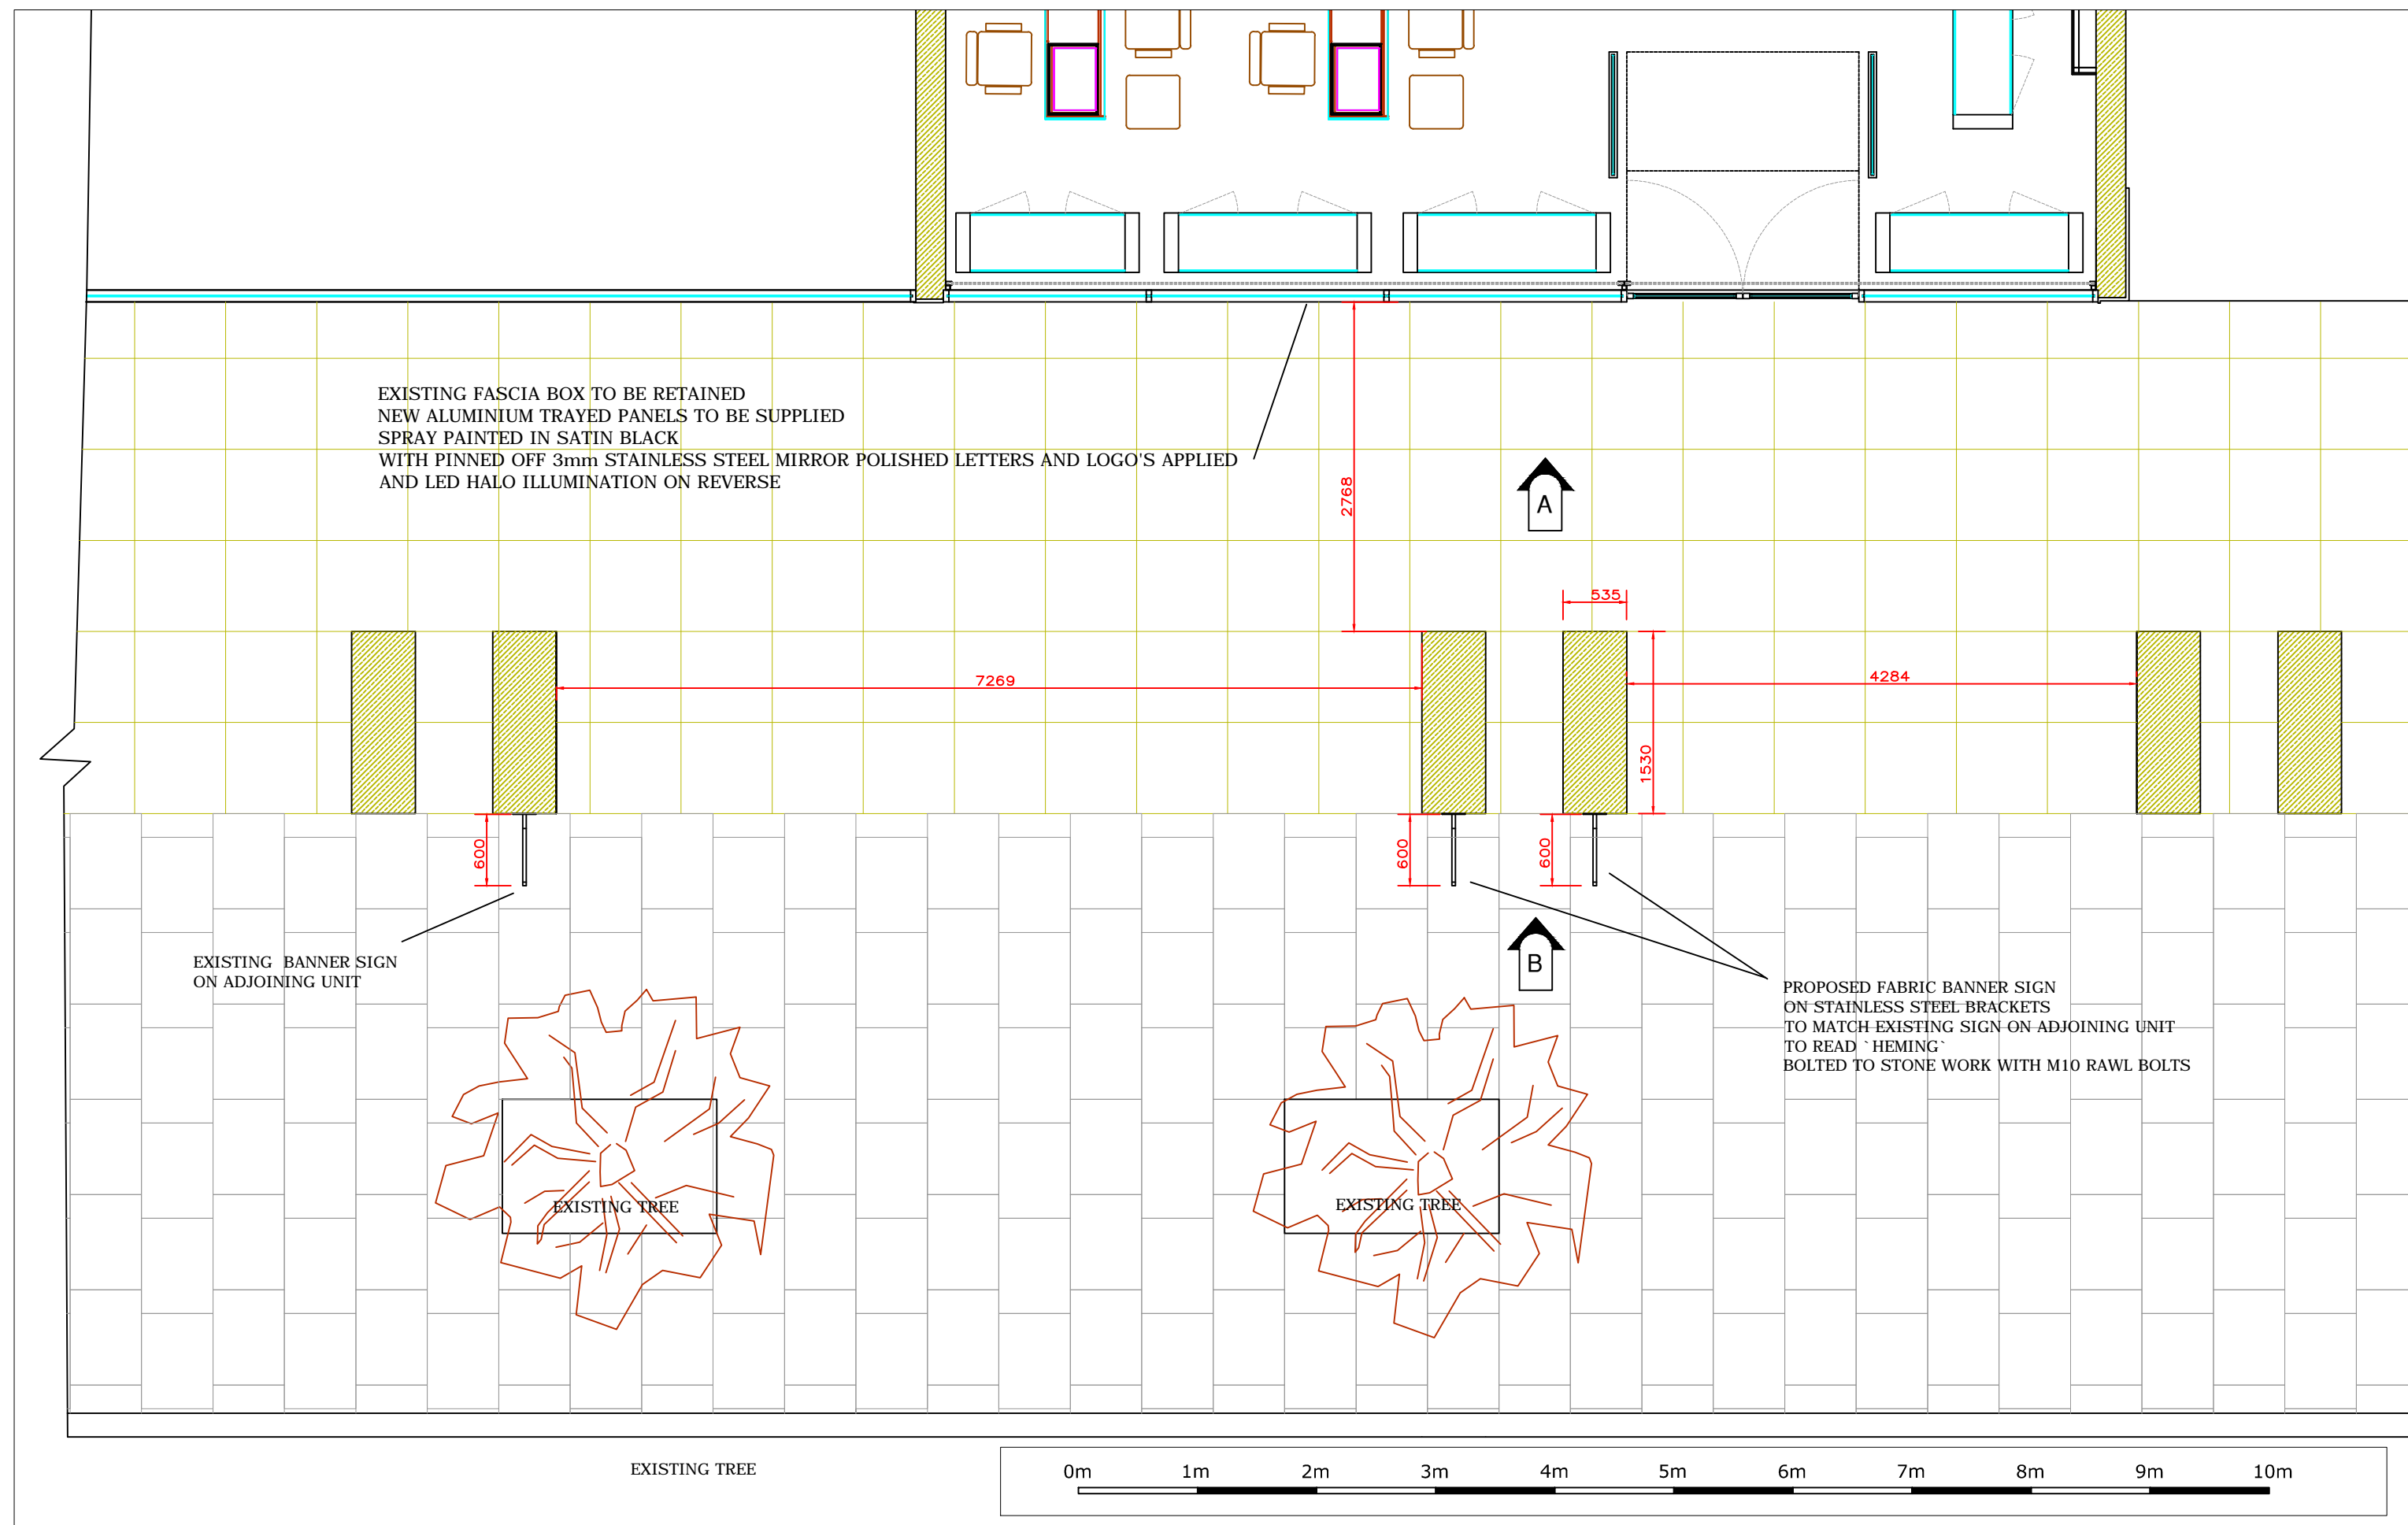 EXISTING FASCIA BOX TO BE RETAINED
NEW ALUMINIUM TRAYED PANELS TO BE SUPPLIED
SPRAY PAINTED IN SATIN BLACK
WITH PINNED OFF 3mm STAINLESS STEEL MIRROR POLISHED LETTERS AND LOGO'S APPLIED
AND LED HALO ILLUMINATION ON REVERSE
2768
A
535
7269
4284
1530
600
600
600
B
EXISTING BANNER SIGN
ON ADJOINING UNIT
PROPOSED FABRIC BANNER SIGN
ON STAINLESS STEEL BRACKETS
TO MATCH EXISTING SIGN ON ADJOINING UNIT
TO READ `HEMING`
BOLTED TO STONE WORK WITH M10 RAWL BOLTS
EXISTING TREE
EXISTING TREE
EXISTING TREE
0m 1m 2m 3m 4m 5m 6m 7m 8m 9m 10m